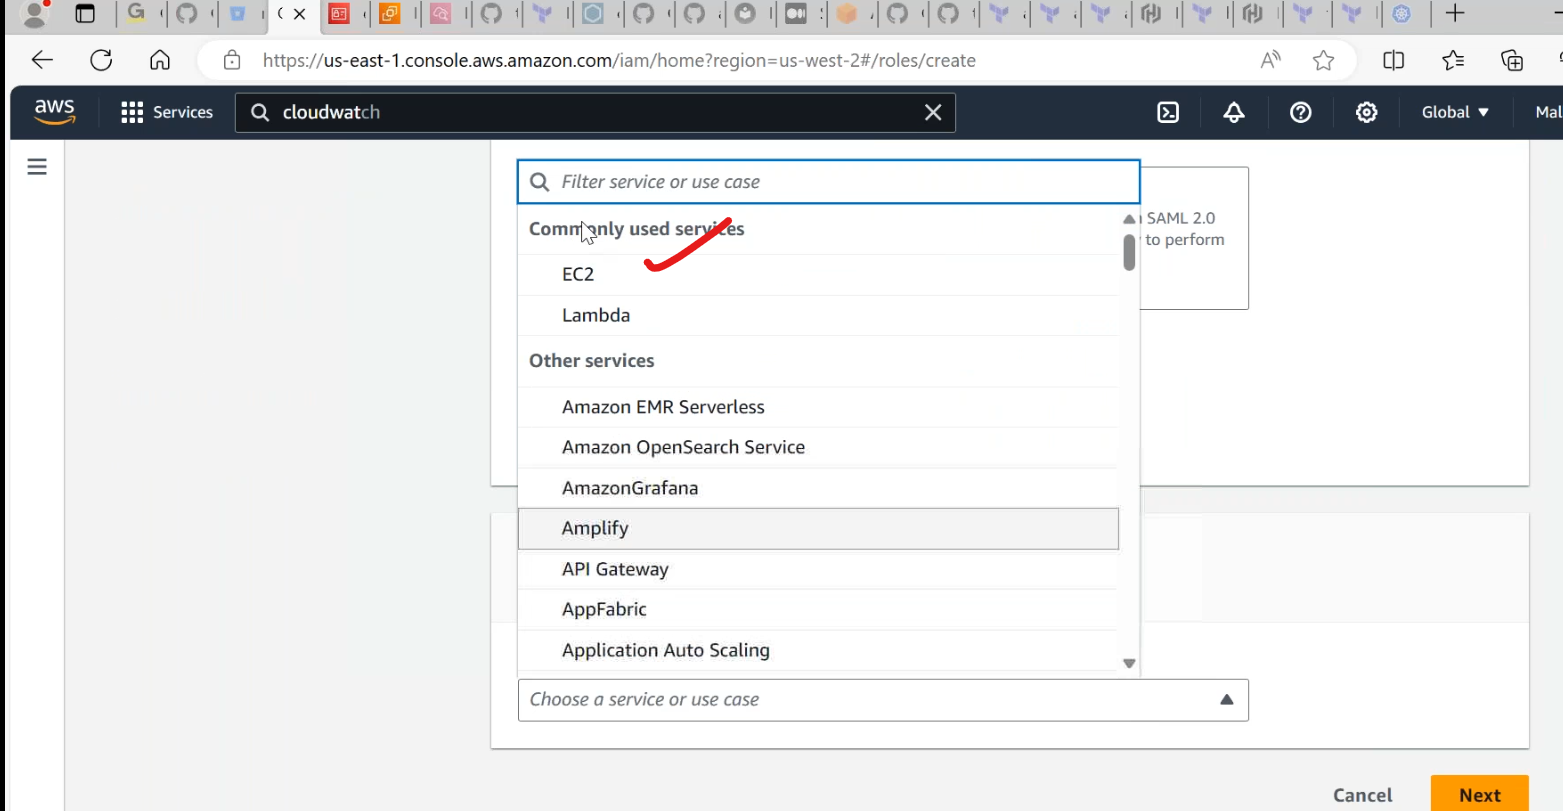 https://us-east-1.console.aws.amazon.com/iam/home?region=us-west-2#/roles/create
aws
Services
cloudwatch
Global
Mal
Filter service or use case
Commonly used services
SAML 2.0
to perform
EC2
Lambda
Other services
Amazon EMR Serverless
Amazon OpenSearch Service
AmazonGrafana
Amplify
API Gateway
AppFabric
Application Auto Scaling
Choose a service or use case
Cancel
Next